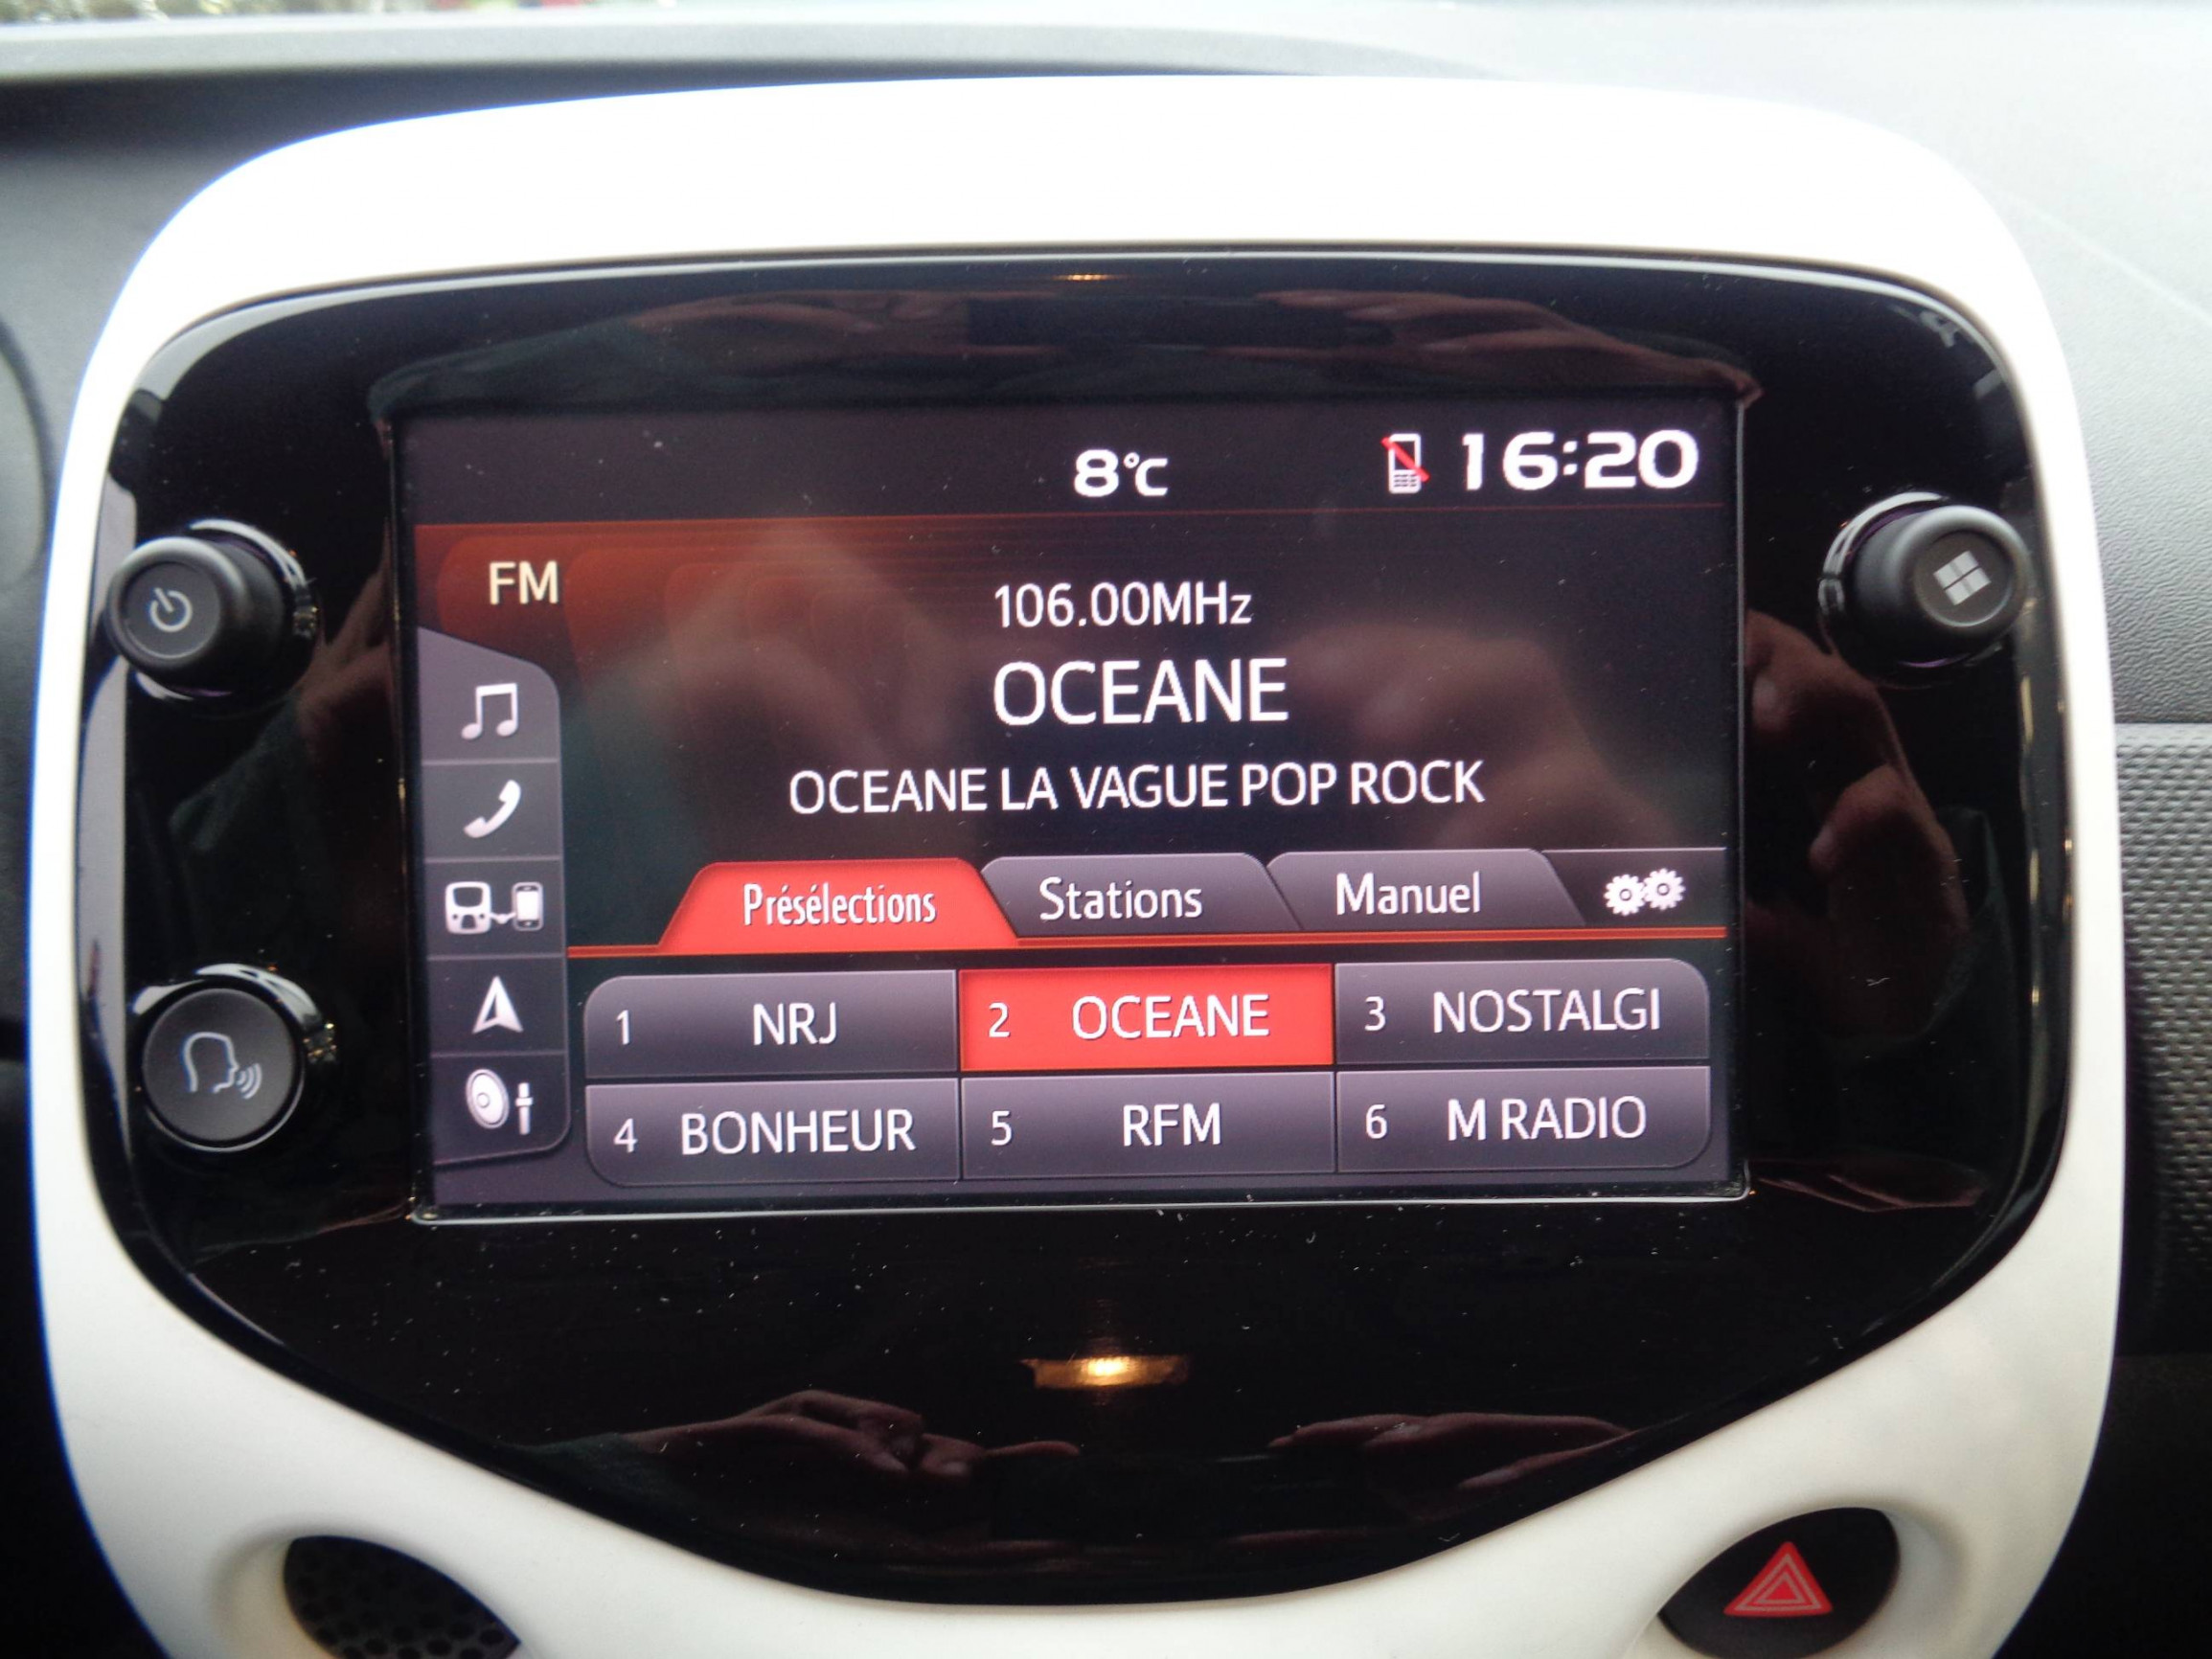 8°C 16:20
FM
106.00MHz
OCEANE
OCEANE LA VAGUE POP ROCK
Présélections Stations Manuel
1 NRJ 2 OCEANE 3 NOSTALGI
4 BONHEUR 5 RFM 6 M RADIO